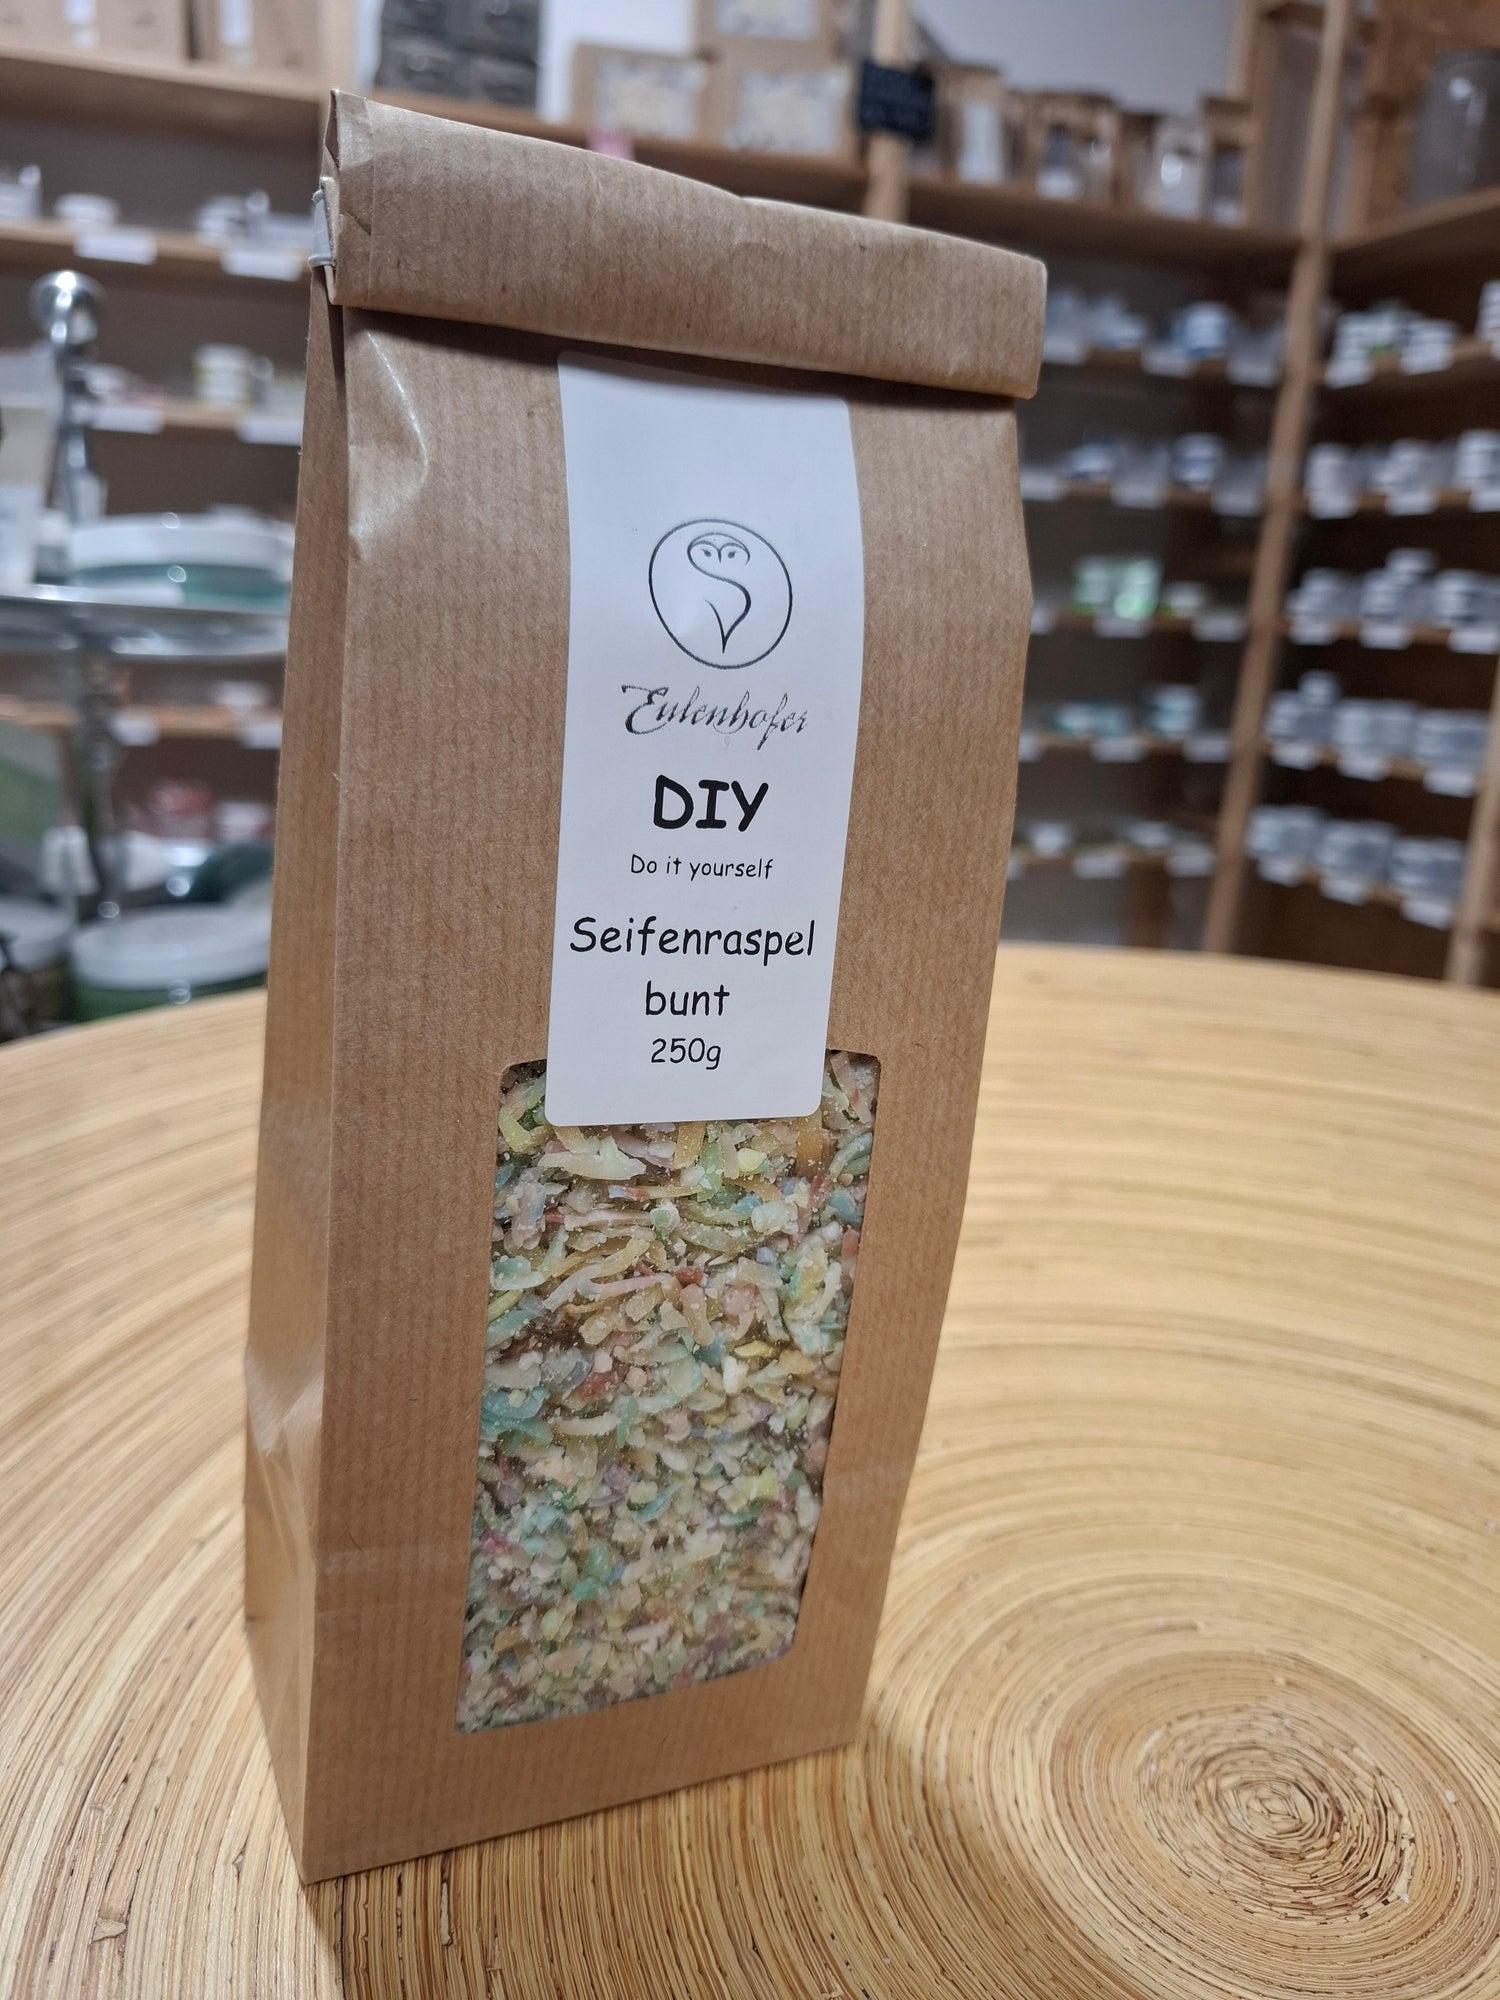 Eulenhofer
DIY
Do it yourself
Seifenraspel
bunt
250g